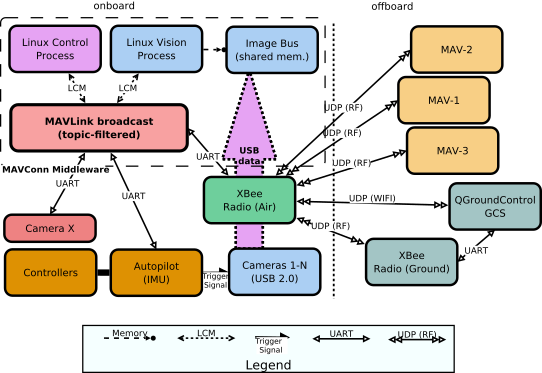 onboard
offboard
Linux Control
Process
Linux Vision
Process
Image Bus
(shared mem.)
MAV-2
LCM
LCM
MAV-1
UDP (RF)
MAVLink broadcast
(topic-filtered)
UDP (RF)
MAV-3
USB
data
UART
UDP (RF)
MAVConn Middleware
UART
UART
XBee
Radio (Air)
UDP (WIFI)
QGroundControl
GCS
Camera X
UDP (RF)
UART
XBee
Radio (Ground)
Controllers
Autopilot
(IMU)
Trigger
Signal
Cameras 1-N
(USB 2.0)
Memory
LCM
Trigger
Signal
UART
UDP (RF)
Legend